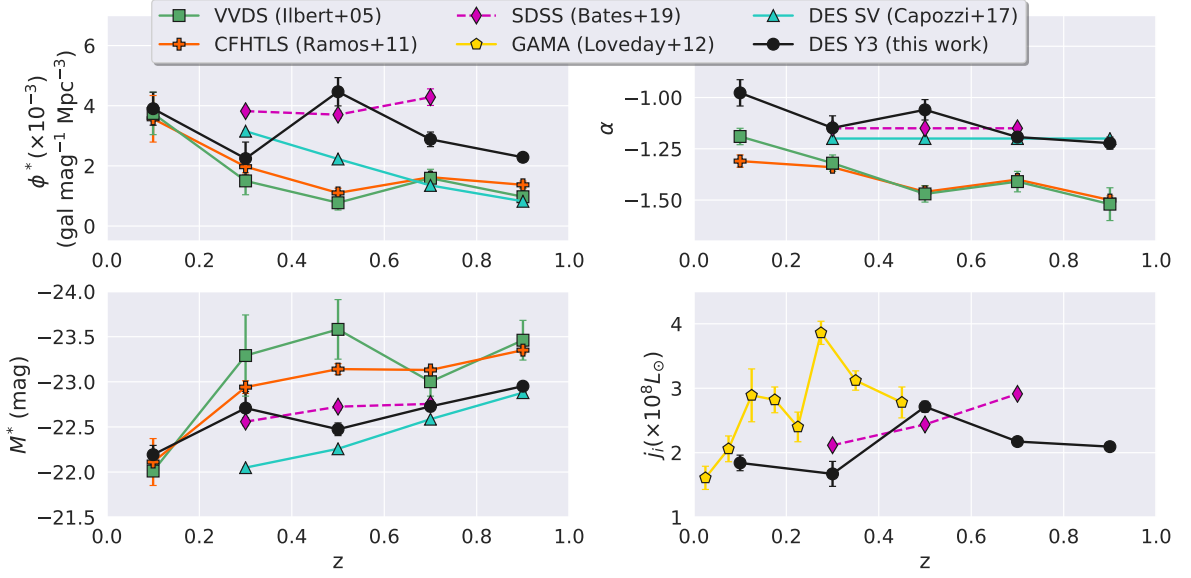 VVDS (Ilbert+05)
SDSS (Bates+19)
DES SV (Capozzi+17)
CFHTLS (Ramos+11)
GAMA (Loveday+12)
DES Y3 (this work)
ϕ* (×10⁻³)
(gal mag⁻¹ Mpc⁻³)
6
4
2
0
0.0 0.2 0.4 0.6 0.8 1.0
α
−1.00
−1.25
−1.50
0.0 0.2 0.4 0.6 0.8 1.0
M* (mag)
−24.0
−23.5
−23.0
−22.5
−22.0
−21.5
0.0 0.2 0.4 0.6 0.8 1.0
z
jᵢ(×10⁸L⊙)
4
3
2
1
0.0 0.2 0.4 0.6 0.8 1.0
z